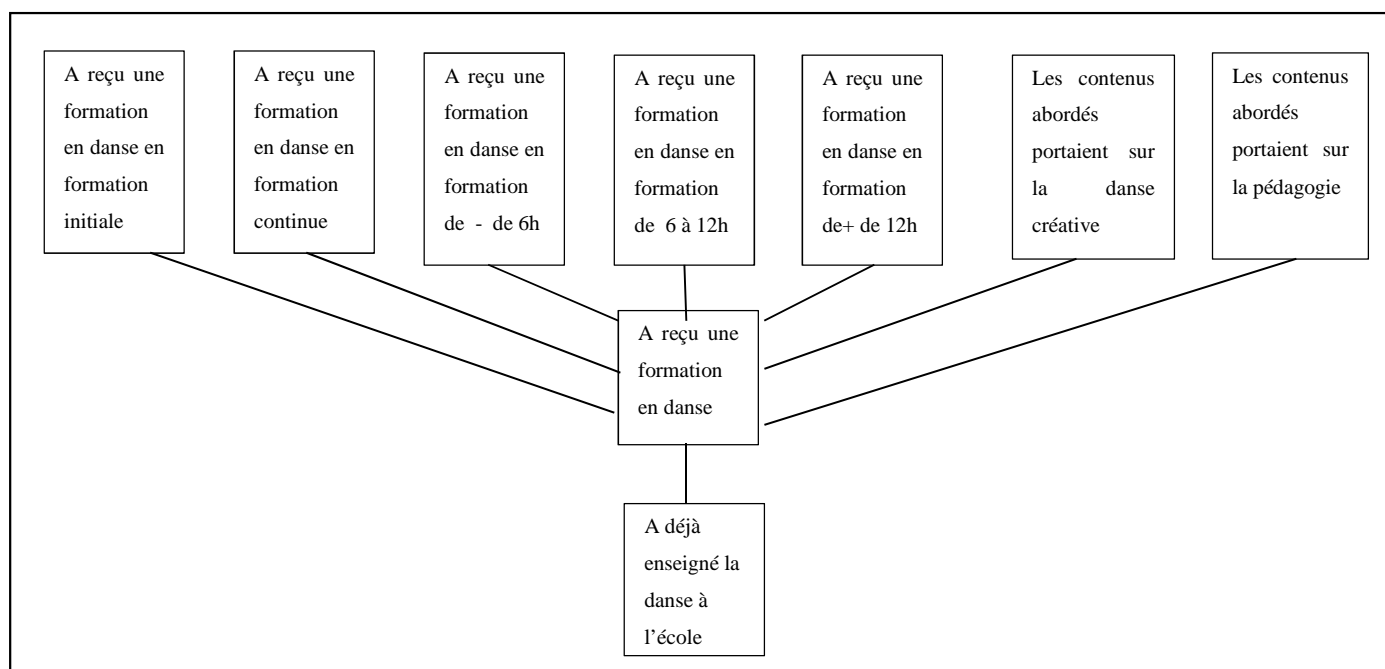 A reçu une
formation
en danse en
formation
initiale
A reçu une
formation
en danse en
formation
continue
A reçu une
formation
en danse en
formation
de - de 6h
A reçu une
formation
en danse en
formation
de 6 à 12h
A reçu une
formation
en danse en
formation
de+ de 12h
Les contenus
abordés
portaient sur
la danse
créative
Les contenus
abordés
portaient sur
la pédagogie
A reçu une
formation
en danse
A déjà
enseigné la
danse à
l'école